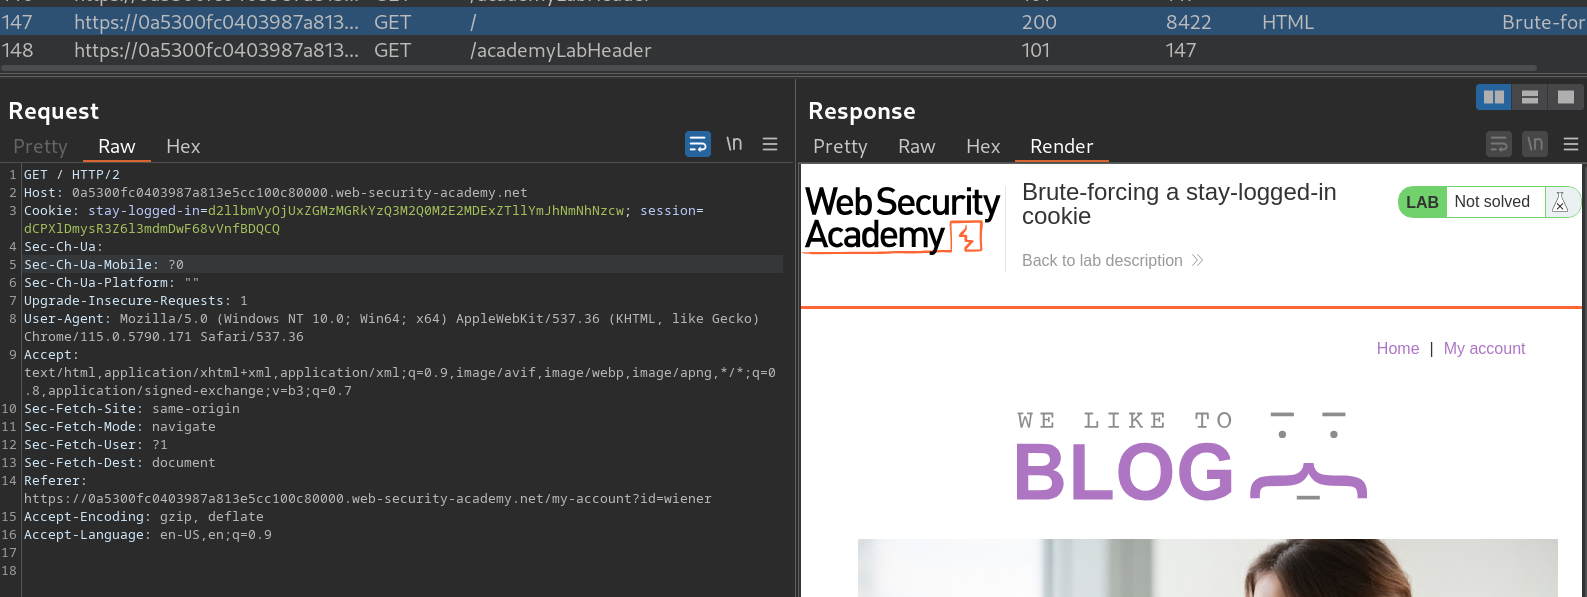 147 https://0a5300fc0403987a813... GET / 200 8422 HTML Brute-for
148 https://0a5300fc0403987a813... GET /academyLabHeader 101 147
Request
Pretty Raw Hex \n
1 GET / HTTP/2
2 Host: 0a5300fc0403987a813e5cc100c80000.web-security-academy.net
3 Cookie: stay-logged-in=d2llbmVyOjUxZGMzMGRkYzQ3M2Q0M2E2MDExZTllYmJhNmNhNzcw; session=
dCPXlDmysR3Z6l3mdmDwF68vVnfBDQCQ
4 Sec-Ch-Ua:
5 Sec-Ch-Ua-Mobile: ?0
6 Sec-Ch-Ua-Platform: ""
7 Upgrade-Insecure-Requests: 1
8 User-Agent: Mozilla/5.0 (Windows NT 10.0; Win64; x64) AppleWebKit/537.36 (KHTML, like Gecko)
Chrome/115.0.5790.171 Safari/537.36
9 Accept:
text/html,application/xhtml+xml,application/xml;q=0.9,image/avif,image/webp,image/apng,*/*;q=0
.8,application/signed-exchange;v=b3;q=0.7
10 Sec-Fetch-Site: same-origin
11 Sec-Fetch-Mode: navigate
12 Sec-Fetch-User: ?1
13 Sec-Fetch-Dest: document
14 Referer:
https://0a5300fc0403987a813e5cc100c80000.web-security-academy.net/my-account?id=wiener
15 Accept-Encoding: gzip, deflate
16 Accept-Language: en-US,en;q=0.9
17
18
Response
Pretty Raw Hex Render \n
Web Security
Academy
Brute-forcing a stay-logged-in
cookie
Back to lab description
LAB Not solved
Home | My account
WE LIKE TO
BLOG